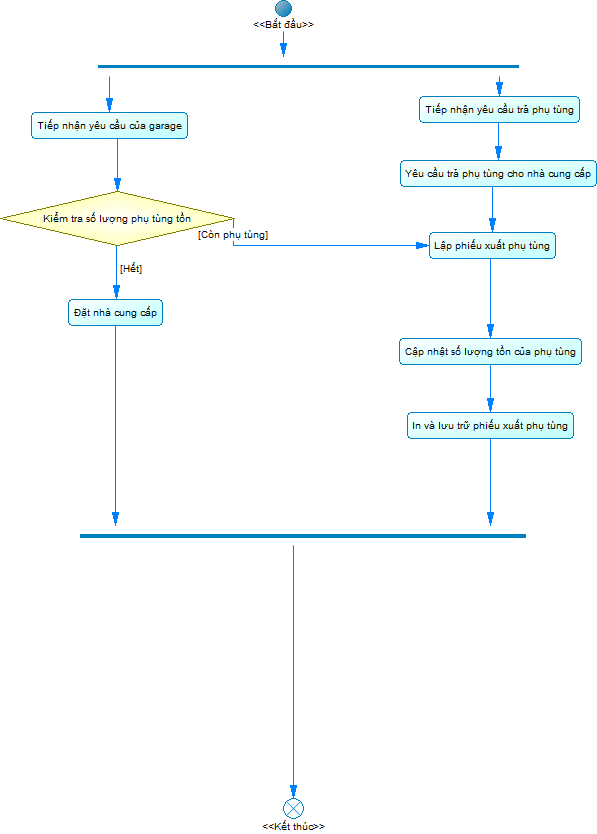 <<Bắt đầu>>
Tiếp nhận yêu cầu của garage
Tiếp nhận yêu cầu trả phụ tùng
Yêu cầu trả phụ tùng cho nhà cung cấp
Kiểm tra số lượng phụ tùng tồn
[Còn phụ tùng]
Lập phiếu xuất phụ tùng
[Hết]
Đặt nhà cung cấp
Cập nhật số lượng tồn của phụ tùng
In và lưu trữ phiếu xuất phụ tùng
<<Kết thúc>>